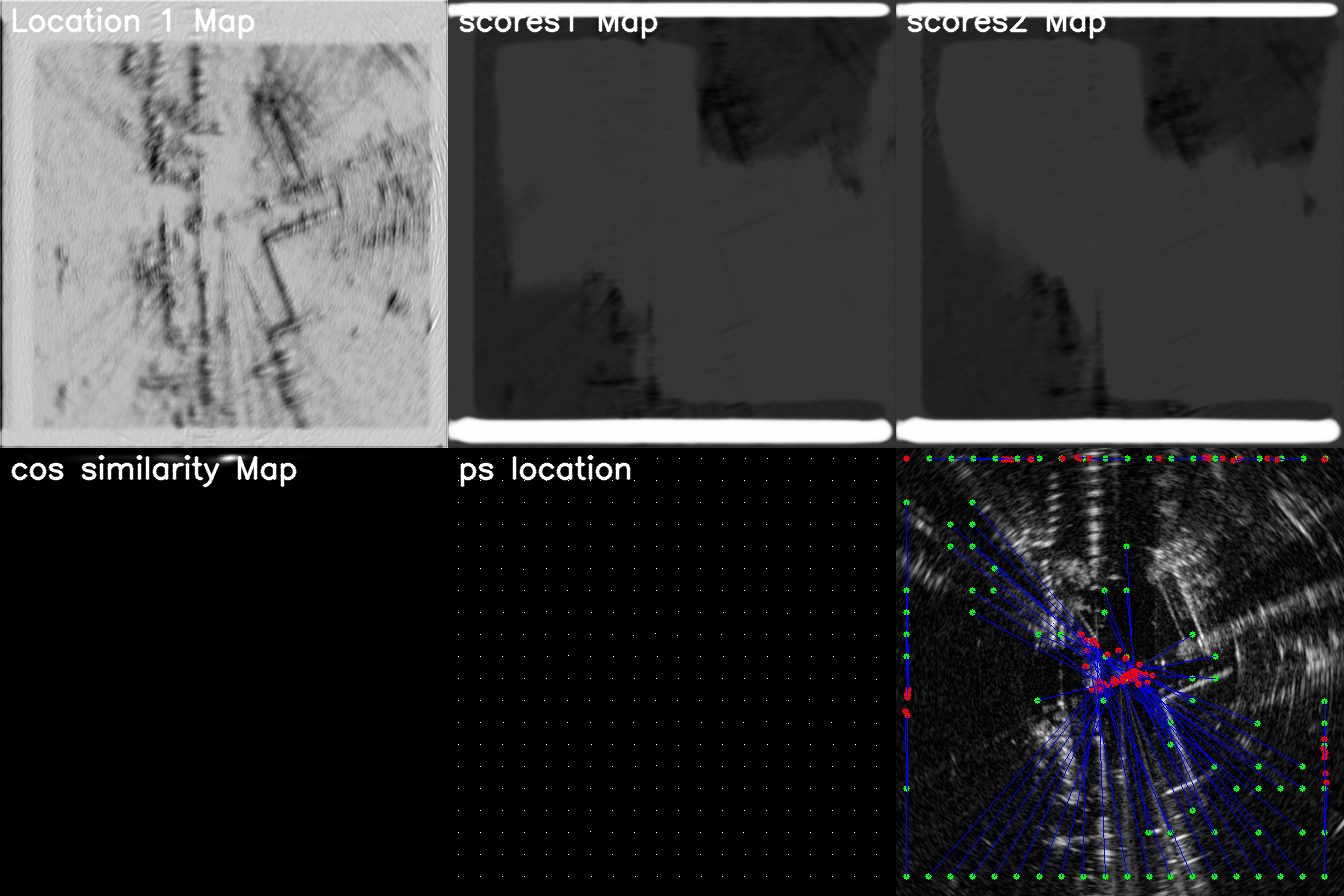 Location 1 Map
scores1 Map
scores2 Map
cos similarity Map
ps location